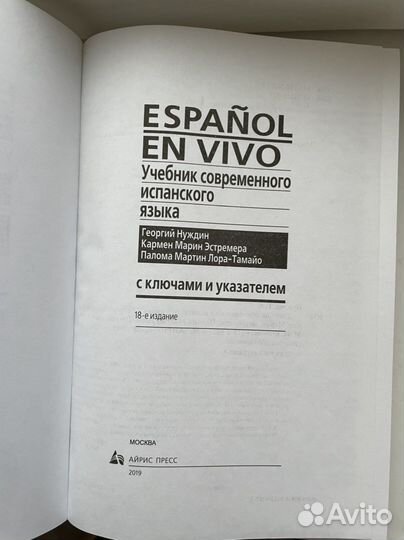 ESPAÑOL
EN VIVO
Учебник современного
испанского
языка
Георгий Нуждин
Кармен Марин Эстремера
Палома Мартин Лора-Тамайо
с ключами и указателем
18-е издание
МОСКВА
АЙРИС ПРЕСС
2019
Avito